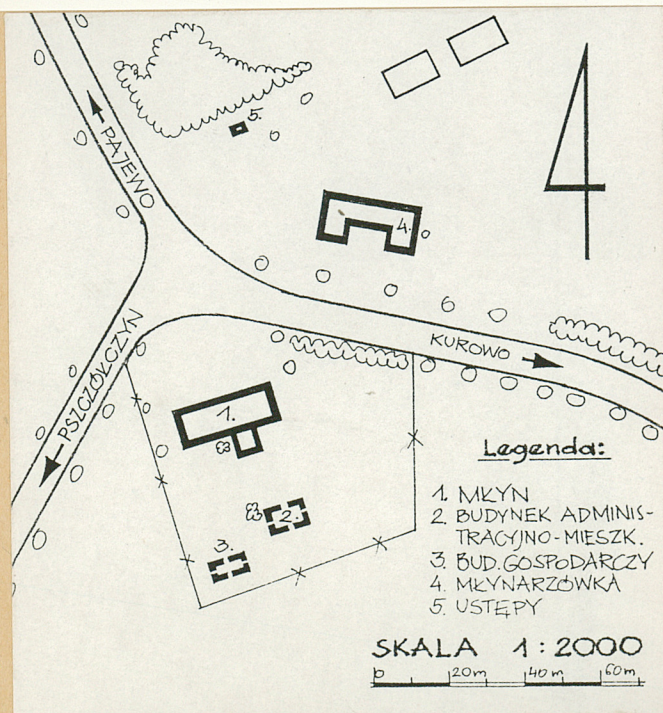 5.
PAJEWO
4.
PSZCZÓŁCZYN
KUROWO
1.
2.
3.
Legenda:
1. MŁYN
2. BUDYNEK ADMINIS-
TRACYJNO-MIESZK.
3. BUD. GOSPODARCZY
4. MŁYNARZÓWKA
5. USTĘPY
SKALA 1:2000
0 20m 40m 60m